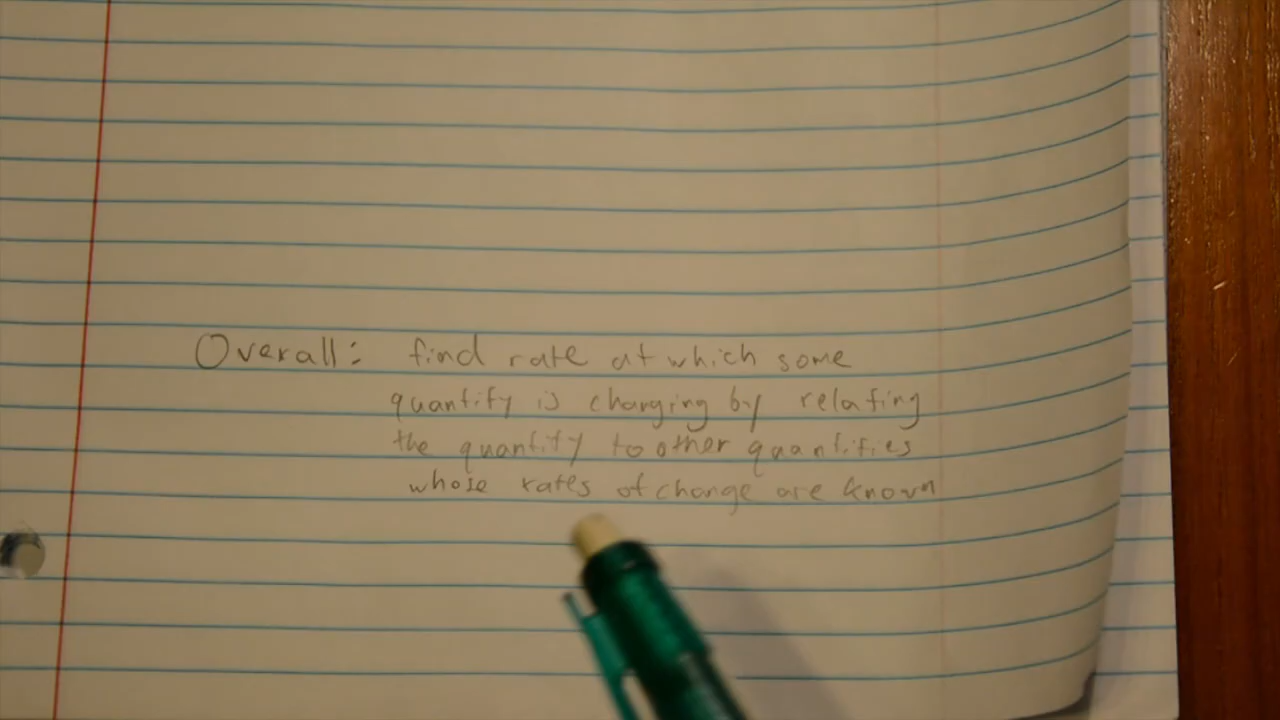 Overall: find rate at which some
quantity is changing by relating
the quantity to other quantities
whose rates of change are known